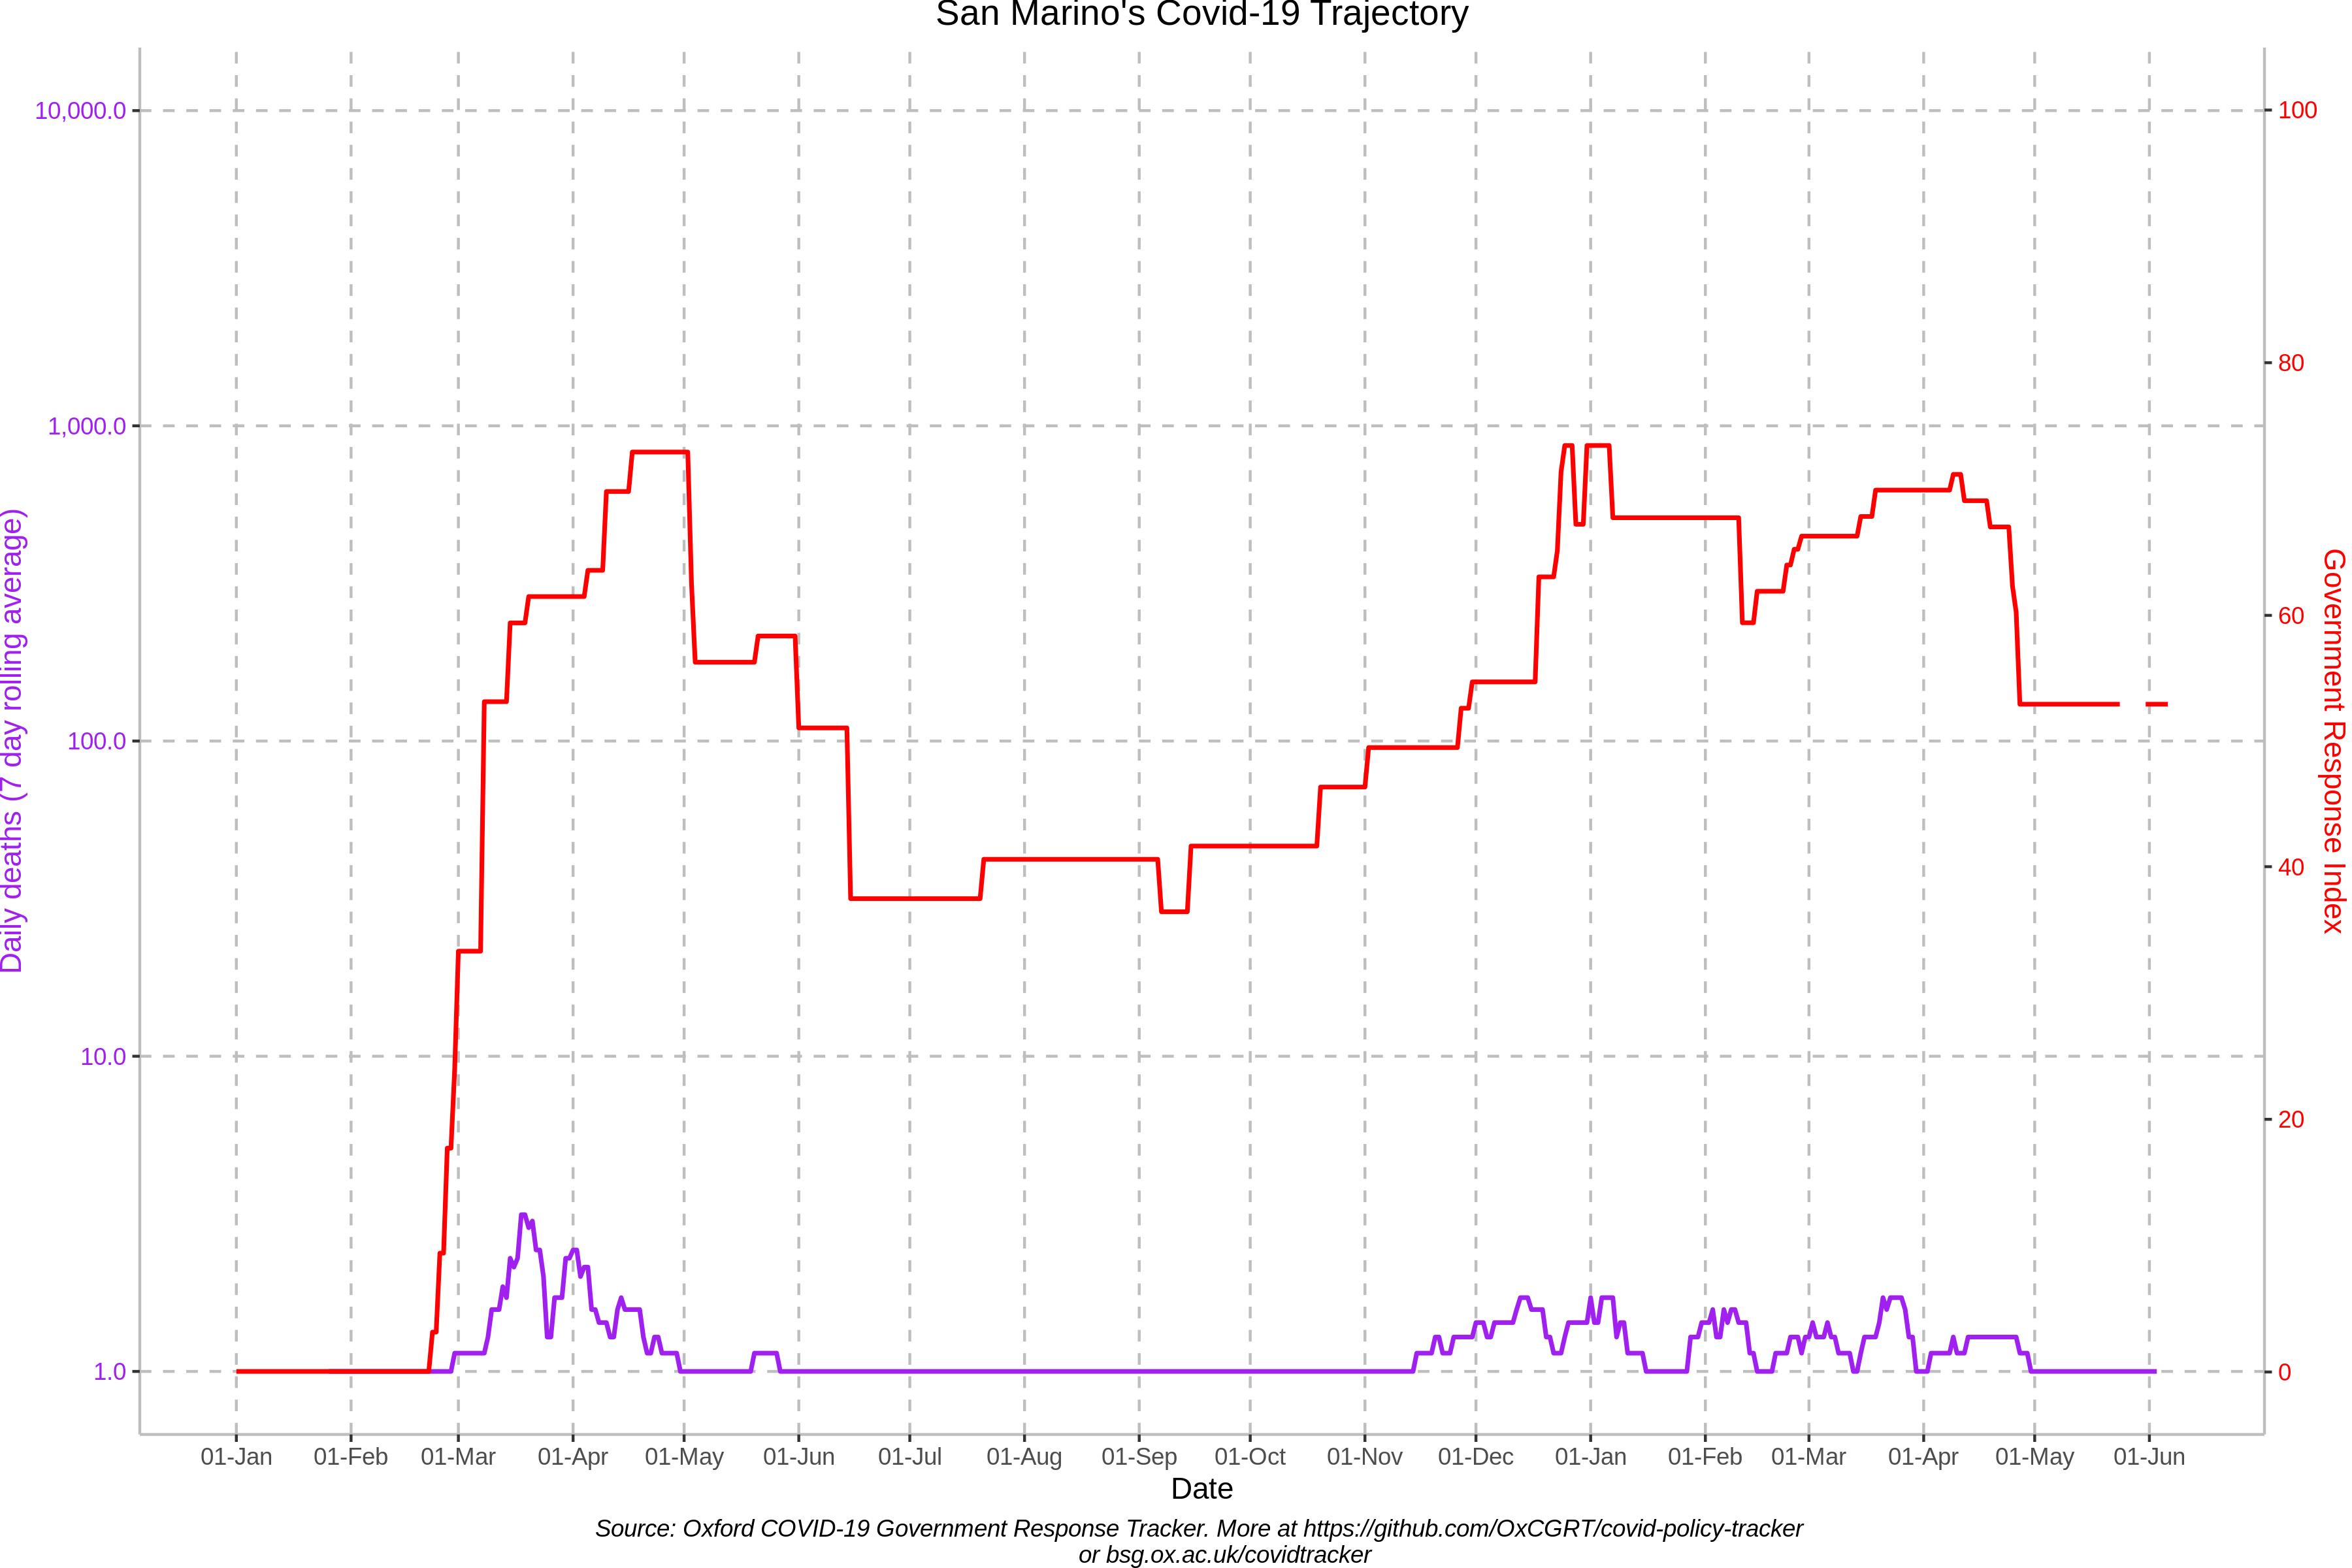 San Marino's Covid-19 Trajectory
10,000.0
1,000.0
100.0
10.0
1.0
Daily deaths (7 day rolling average)
100
80
60
40
20
0
Government Response Index
01-Jan 01-Feb 01-Mar 01-Apr 01-May 01-Jun 01-Jul 01-Aug 01-Sep 01-Oct 01-Nov 01-Dec 01-Jan 01-Feb 01-Mar 01-Apr 01-May 01-Jun
Date
Source: Oxford COVID-19 Government Response Tracker. More at https://github.com/OxCGRT/covid-policy-tracker
or bsg.ox.ac.uk/covidtracker